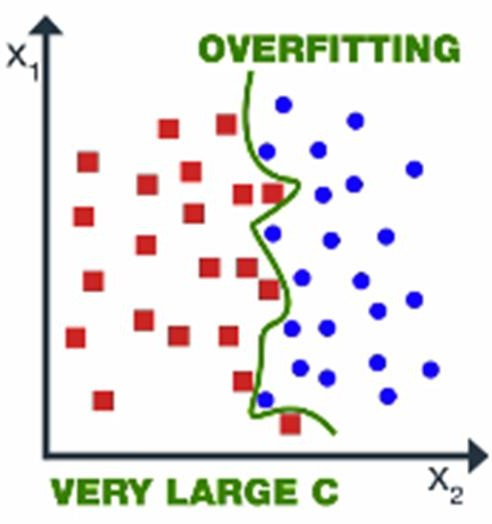 OVERFITTING
X1
X2
VERY LARGE C